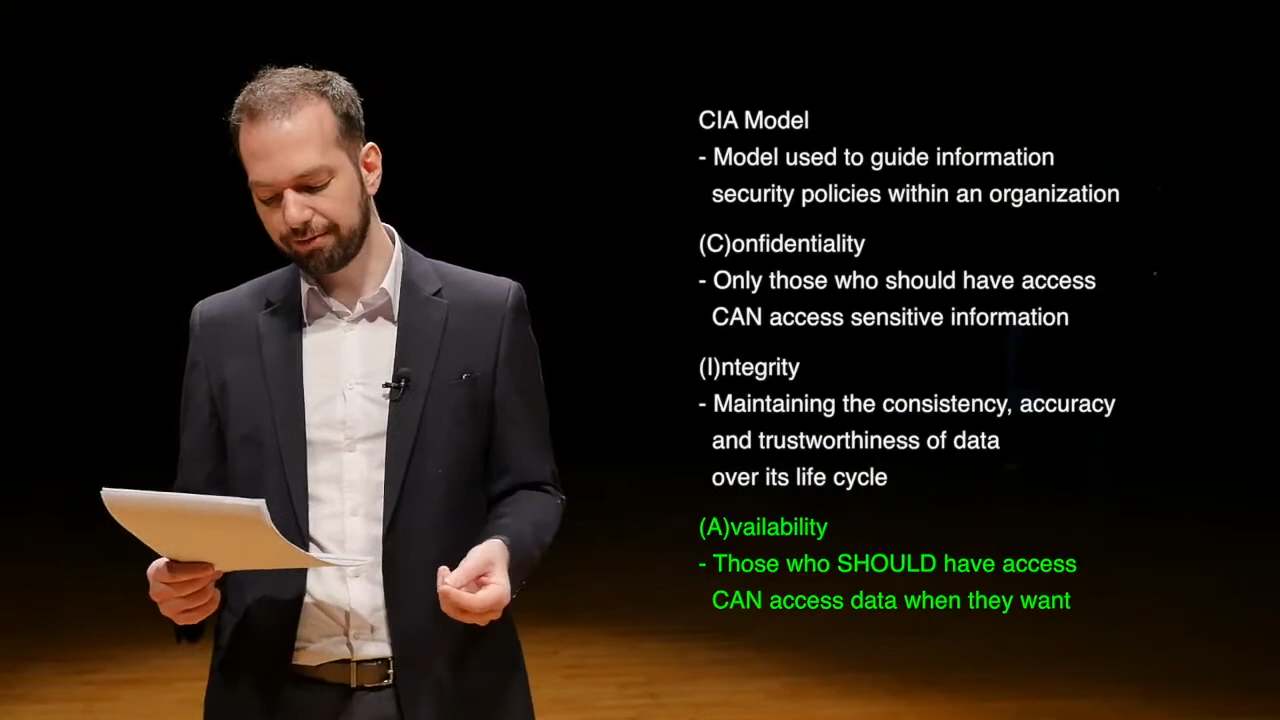 CIA Model
- Model used to guide information
security policies within an organization
(C)onfidentiality
- Only those who should have access
CAN access sensitive information
(I)ntegrity
- Maintaining the consistency, accuracy
and trustworthiness of data
over its life cycle
(A)vailability
- Those who SHOULD have access
CAN access data when they want